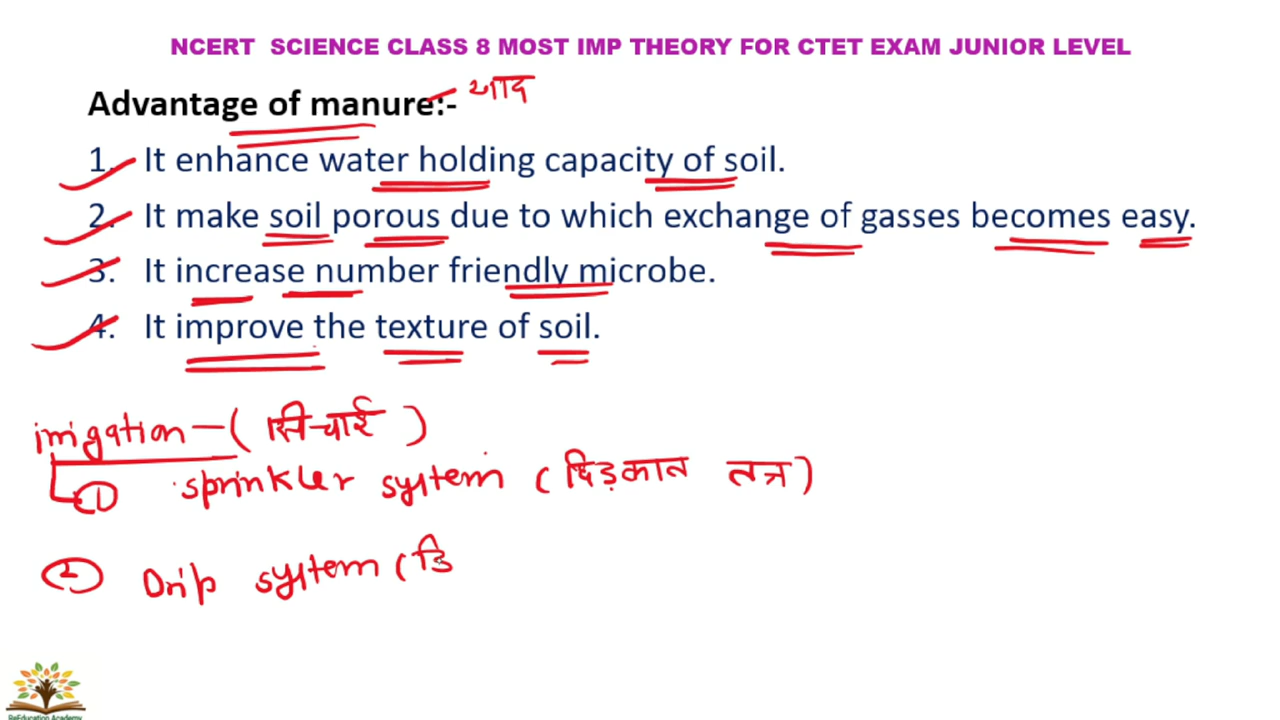 NCERT SCIENCE CLASS 8 MOST IMP THEORY FOR CTET EXAM JUNIOR LEVEL
Advantage of manure:- खाद
1. It enhance water holding capacity of soil.
2. It make soil porous due to which exchange of gasses becomes easy.
3. It increase number friendly microbe.
4. It improve the texture of soil.
irrigation – (सिंचाई)
① sprinkler system (छिड़काव तंत्र)
② Drip system (ड्रि
BeEducation Academy